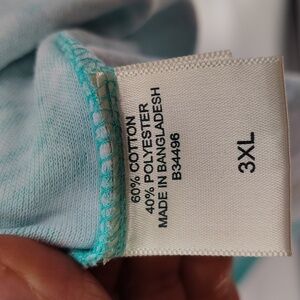 60% COTTON
40% POLYESTER
MADE IN BANGLADESH
B34496
3XL